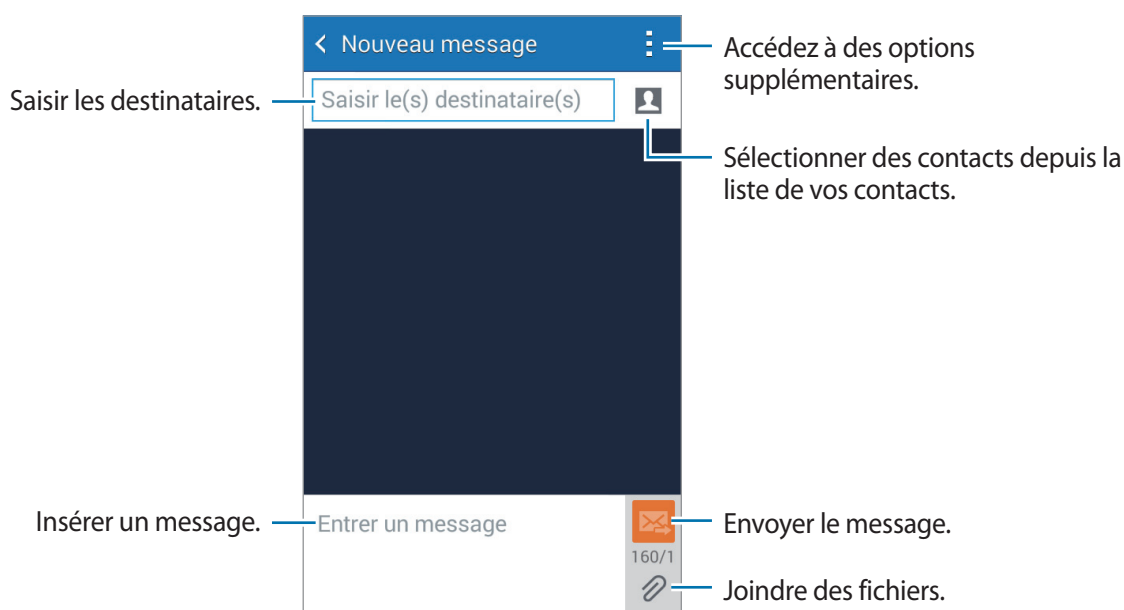 Nouveau message
Accédez à des options
supplémentaires.
Saisir les destinataires.
Saisir le(s) destinataire(s)
Sélectionner des contacts depuis la
liste de vos contacts.
Insérer un message.
Entrer un message
Envoyer le message.
160/1
Joindre des fichiers.